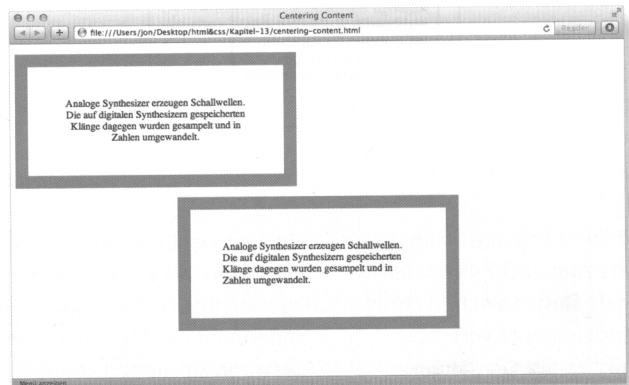 Centering Content
file:///Users/jon/Desktop/html&css/Kapitel-13/centering-content.html
Reader
Analoge Synthesizer erzeugen Schallwellen.
Die auf digitalen Synthesizern gespeicherten
Klänge dagegen wurden gesampelt und in
Zahlen umgewandelt.
Analoge Synthesizer erzeugen Schallwellen.
Die auf digitalen Synthesizern gespeicherten
Klänge dagegen wurden gesampelt und in
Zahlen umgewandelt.
Menü anzeigen